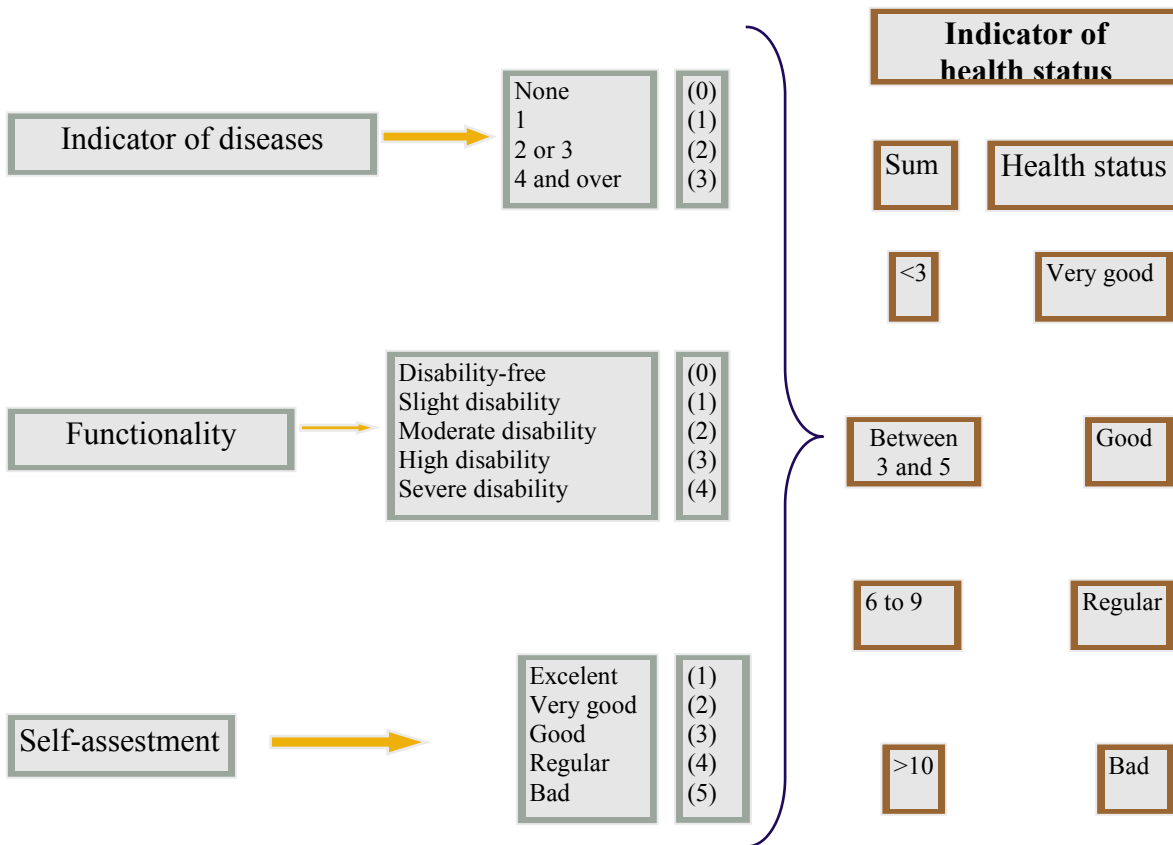 Indicator of diseases
None
1
2 or 3
4 and over
(0)
(1)
(2)
(3)
Functionality
Disability-free
Slight disability
Moderate disability
High disability
Severe disability
(0)
(1)
(2)
(3)
(4)
Self-assestment
Excelent
Very good
Good
Regular
Bad
(1)
(2)
(3)
(4)
(5)
Indicator of
health status
Sum
Health status
<3
Very good
Between
3 and 5
Good
6 to 9
Regular
>10
Bad